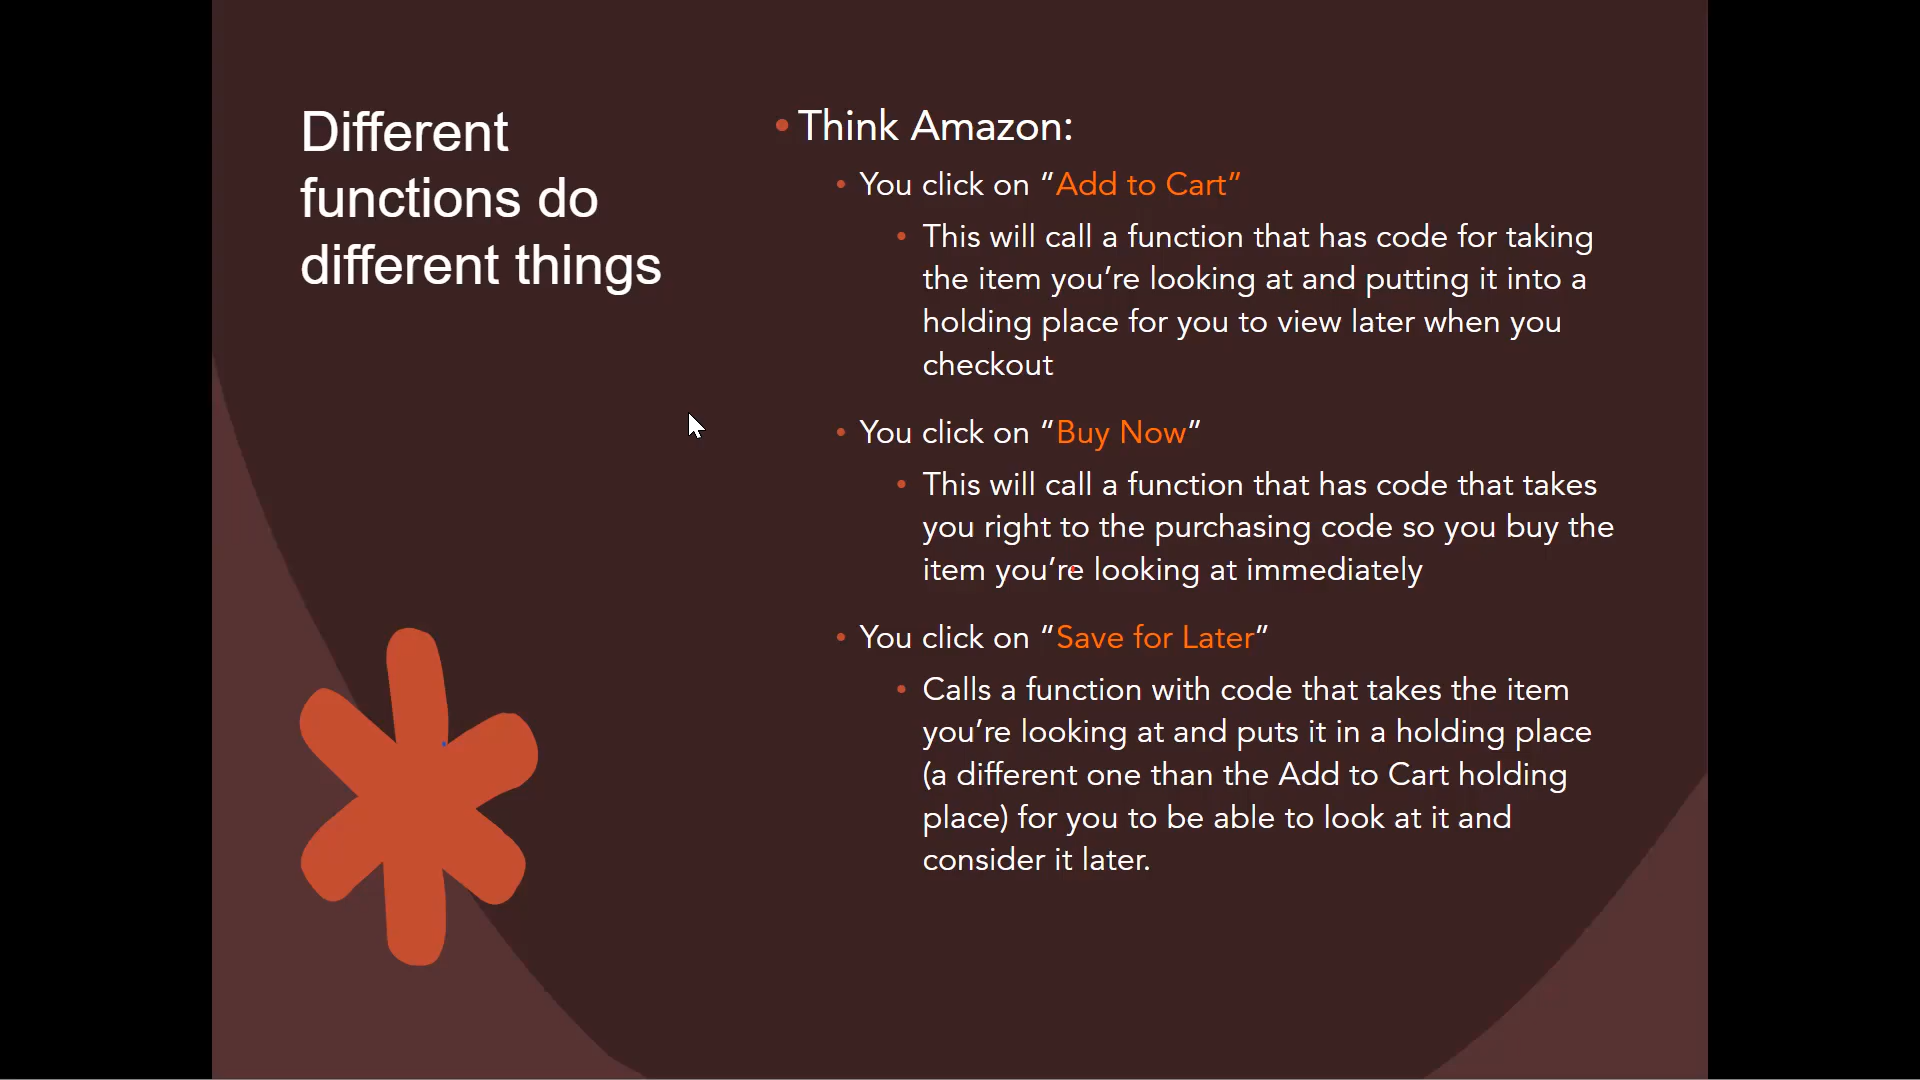 Different
functions do
different things
• Think Amazon:
• You click on “Add to Cart”
• This will call a function that has code for taking
the item you’re looking at and putting it into a
holding place for you to view later when you
checkout
• You click on “Buy Now”
• This will call a function that has code that takes
you right to the purchasing code so you buy the
item you’re looking at immediately
• You click on “Save for Later”
• Calls a function with code that takes the item
you’re looking at and puts it in a holding place
(a different one than the Add to Cart holding
place) for you to be able to look at it and
consider it later.